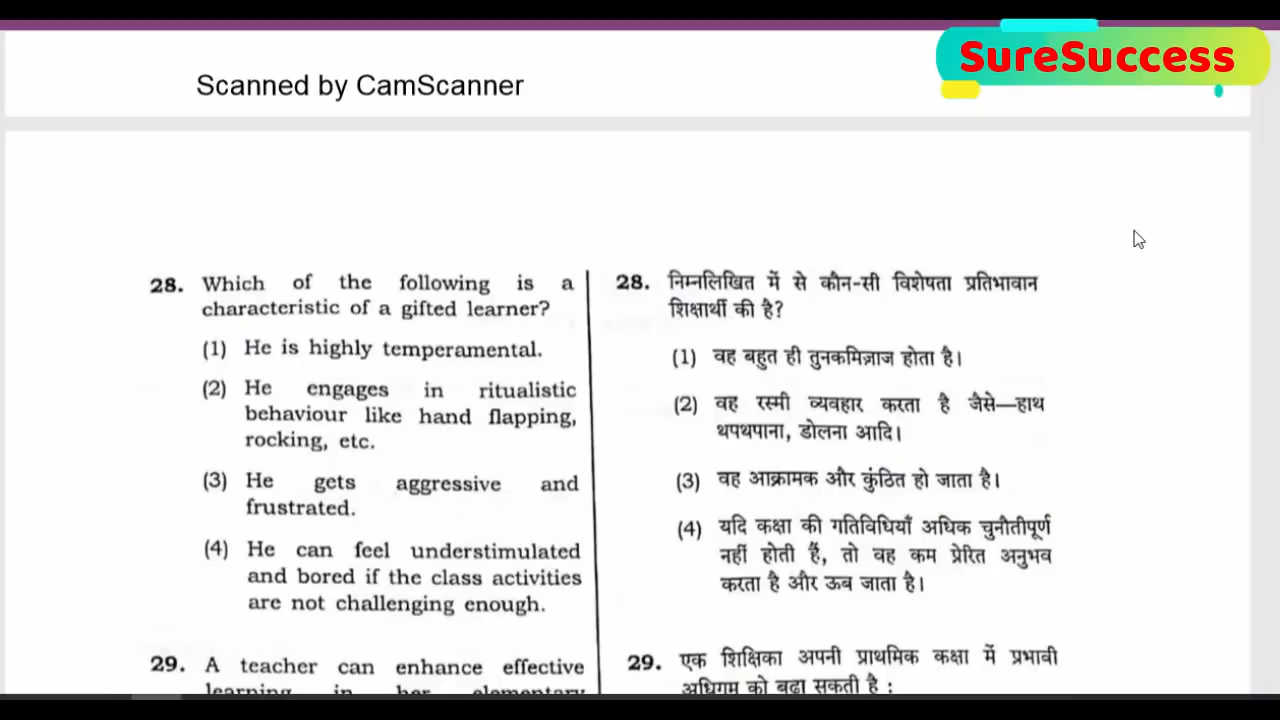 SureSuccess
Scanned by CamScanner
28. Which of the following is a
characteristic of a gifted learner?
(1) He is highly temperamental.
(2) He engages in ritualistic
behaviour like hand flapping,
rocking, etc.
(3) He gets aggressive and
frustrated.
(4) He can feel understimulated
and bored if the class activities
are not challenging enough.
29. A teacher can enhance effective
learning in her elementary
28. निम्नलिखित में से कौन-सी विशेषता प्रतिभावान
शिक्षार्थी की है?
(1) वह बहुत ही तुनकमिज़ाज होता है।
(2) वह रस्मी व्यवहार करता है जैसे—हाथ
थपथपाना, डोलना आदि।
(3) वह आक्रामक और कुंठित हो जाता है।
(4) यदि कक्षा की गतिविधियाँ अधिक चुनौतीपूर्ण
नहीं होती हैं, तो वह कम प्रेरित अनुभव
करता है और ऊब जाता है।
29. एक शिक्षिका अपनी प्राथमिक कक्षा में प्रभावी
अधिगम को बढ़ा सकती है :